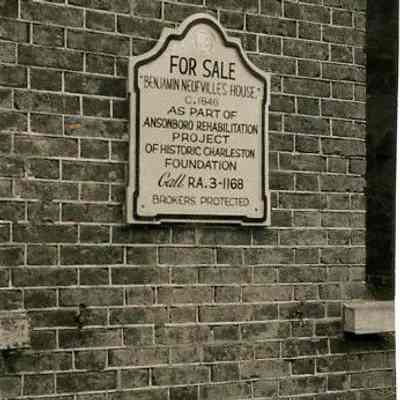 FOR SALE
"BENJAMIN NEUFVILLE'S HOUSE,"
C. 1846
AS PART OF
ANSONBORO REHABILITATION
PROJECT
OF HISTORIC CHARLESTON
FOUNDATION
Call RA.3-1168
BROKERS PROTECTED